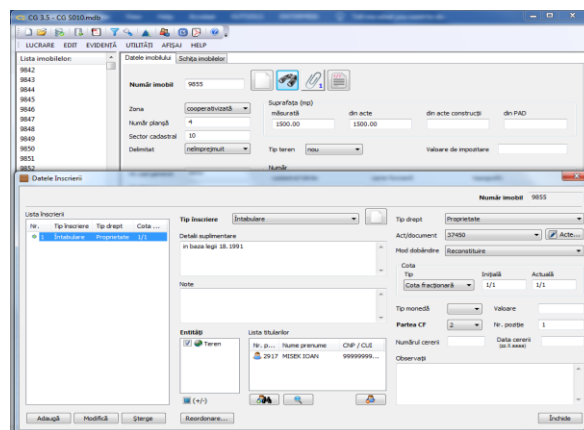 CG 3.5 - CG 5010.mdb
LUCRARE EDIT EVIDENȚĂ UTILITĂȚI AFIȘAJ HELP
Lista imobilelor:
9842
9843
9844
9845
9846
9847
9848
9849
9850
9851
9852
Datele imobilului Schița imobilelor
Număr imobil 9855
Zona cooperativizată
Număr planșă 4
Sector cadastral 10
Delimitat neîmprejmuit
Suprafața (mp)
măsurată din acte din acte construcții din PAD
1500.00 1500.00
Tip teren nou Valoare de impozitare
Număr
Datele înscrierii
Număr imobil 9855
Lista înscrierii
Nr. Tip înscriere Tip drept Cota ...
1 Intabulare Proprietate 1/1
Tip înscriere Intabulare
Detalii suplimentare
in baza legii 18.1991
Note
Entități
Teren
(+/-)
Lista titularilor
Nr. p... Nume prenume CNP / CUI
2917 MISEK IOAN 99999999...
Tip drept Proprietate
Act/document 37450 Acte...
Mod dobândire Reconstituire
Cota
Tip Inițială Actuală
Cota fracționară 1/1 1/1
Tip monedă Valoare
Partea CF 2 Nr. poziție 1
Numărul cererii Data cererii
Observații
Adaugă Modifică Șterge Reordonare... Închide